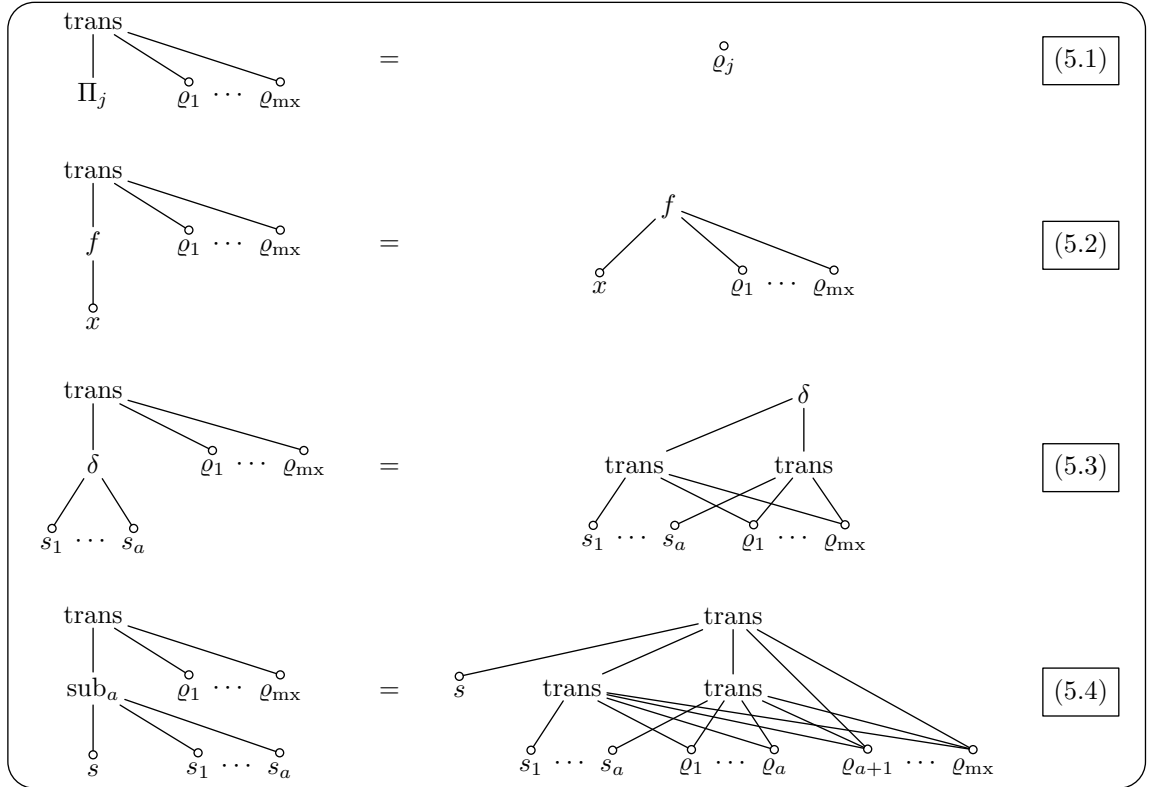 trans
= (5.1)
Π_j ϱ_1 ⋯ ϱ_mx ϱ_j
trans
f
f ϱ_1 ⋯ ϱ_mx = (5.2)
x ϱ_1 ⋯ ϱ_mx
x
trans
δ
δ ϱ_1 ⋯ ϱ_mx = trans trans (5.3)
s_1 ⋯ s_a s_1 ⋯ s_a ϱ_1 ⋯ ϱ_mx
trans trans
sub_a ϱ_1 ⋯ ϱ_mx = s trans trans (5.4)
s s_1 ⋯ s_a s_1 ⋯ s_a ϱ_1 ⋯ ϱ_a ϱ_{a+1} ⋯ ϱ_mx